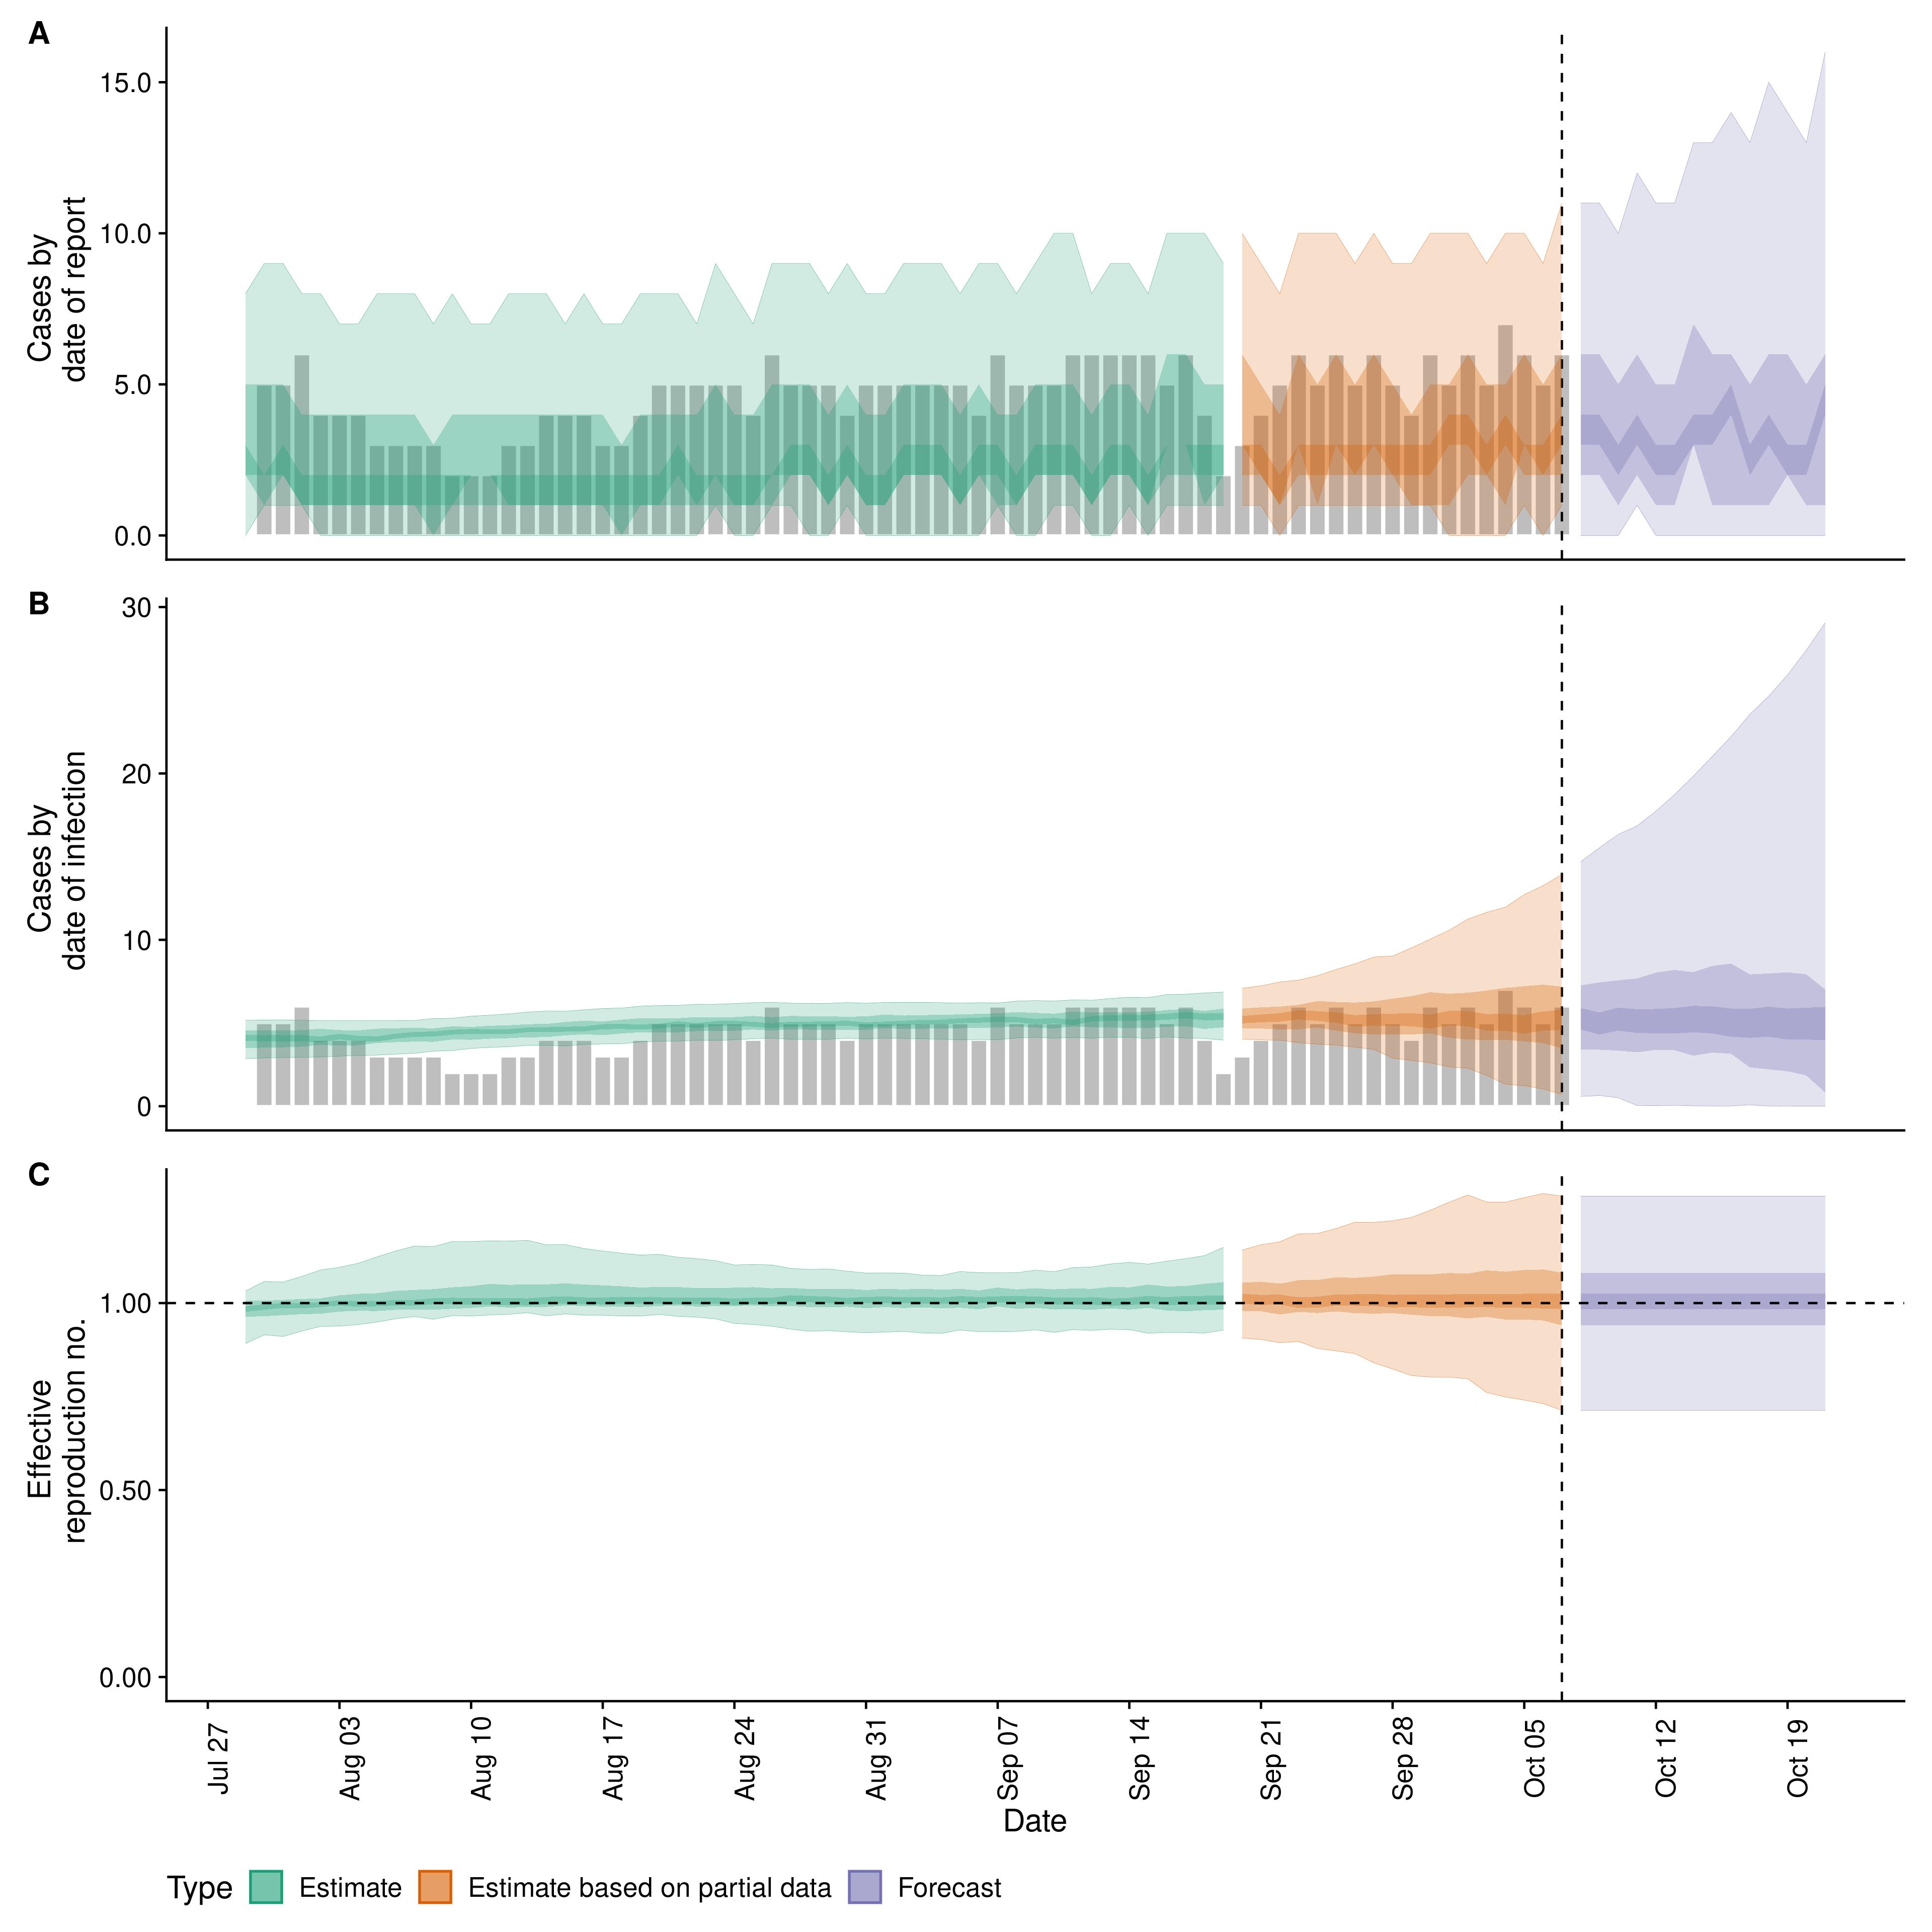 A
15.0
10.0
5.0
0.0
Cases by
date of report
B
30
20
10
0
Cases by
date of infection
C
1.00
0.50
0.00
Effective
reproduction no.
Jul 27
Aug 03
Aug 10
Aug 17
Aug 24
Aug 31
Sep 07
Sep 14
Sep 21
Sep 28
Oct 05
Oct 12
Oct 19
Date
Type Estimate Estimate based on partial data Forecast